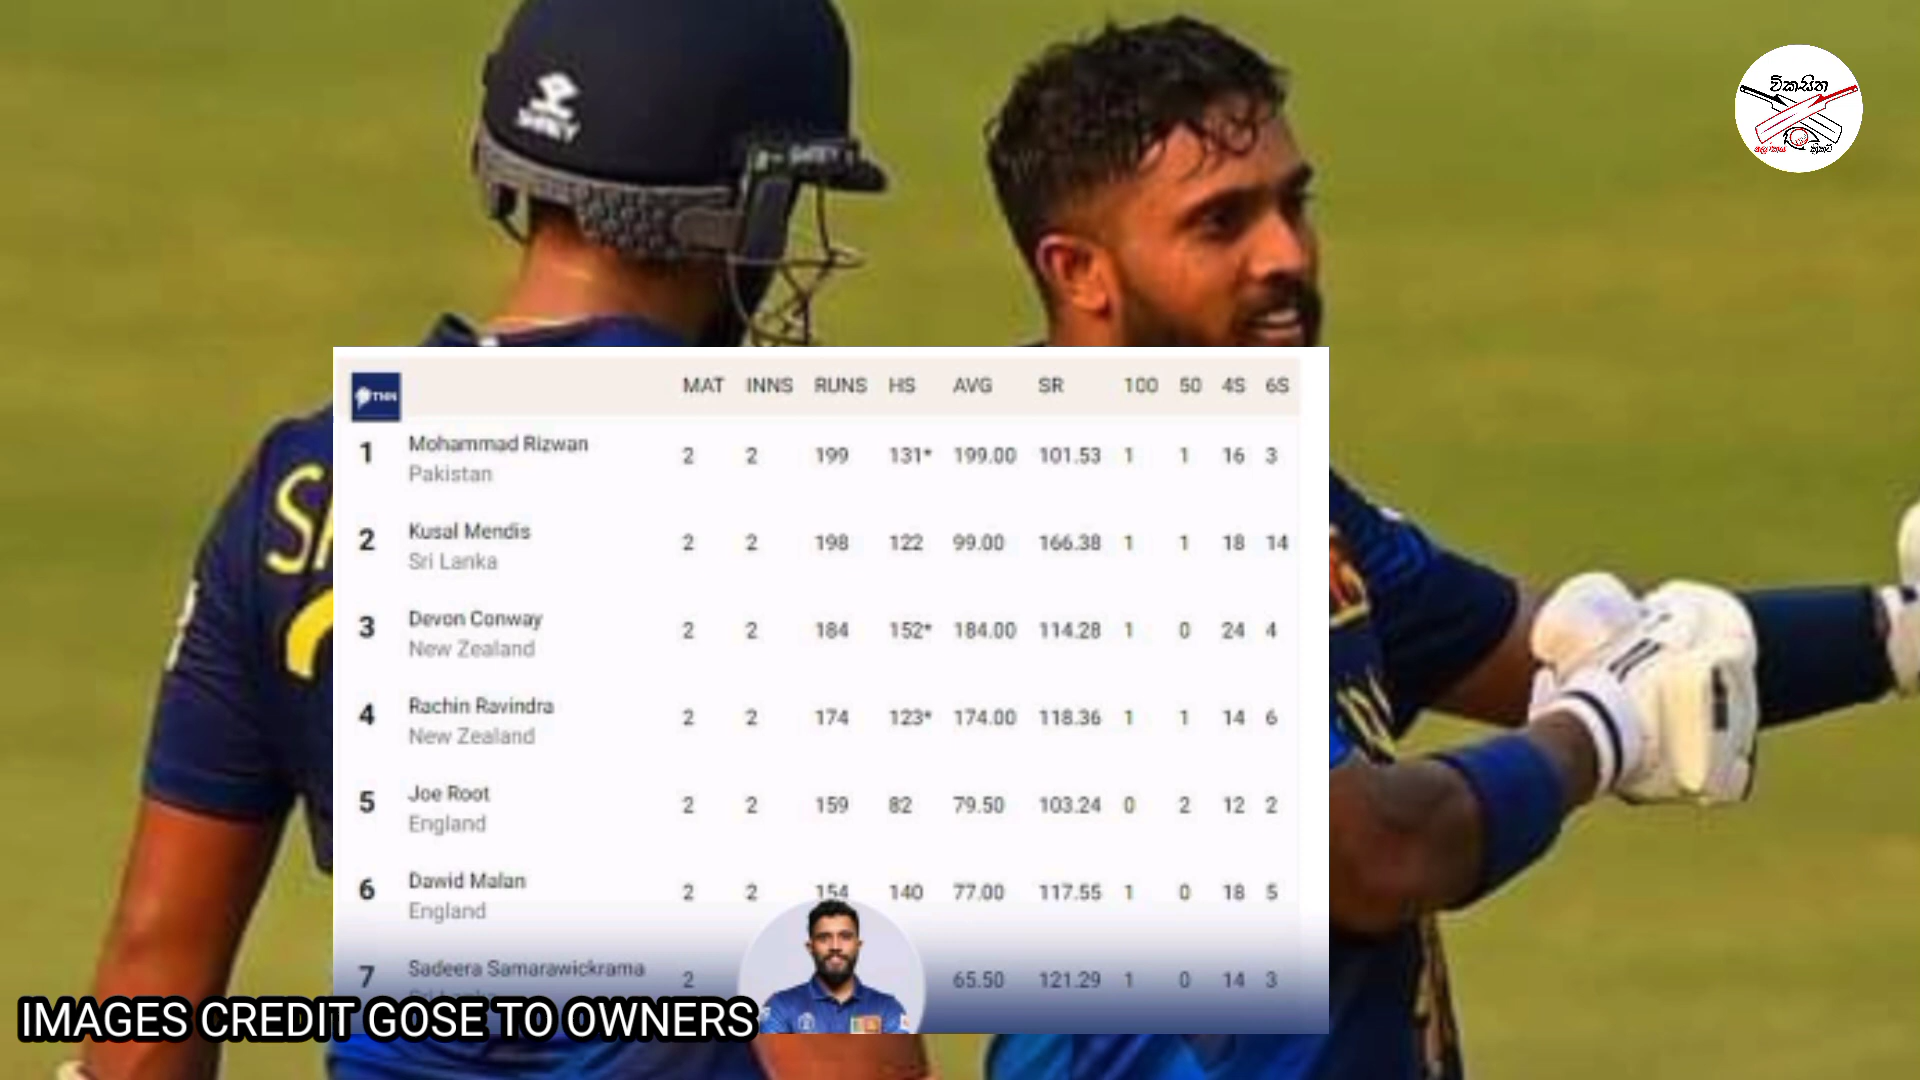 SHREY
විකසිත
ක්‍රිකට්
MAT INNS RUNS HS AVG SR 100 50 4S 6S
1 Mohammad Rizwan 2 2 199 131* 199.00 101.53 1 1 16 3
Pakistan
2 Kusal Mendis 2 2 198 122 99.00 166.38 1 1 18 14
Sri Lanka
3 Devon Conway 2 2 184 152* 184.00 114.28 1 0 24 4
New Zealand
4 Rachin Ravindra 2 2 174 123* 174.00 118.36 1 1 14 6
New Zealand
5 Joe Root 2 2 159 82 79.50 103.24 0 2 12 2
England
6 Dawid Malan 2 2 154 140 77.00 117.55 1 0 18 5
England
7 Sadeera Samarawickrama 2 65.50 121.29 1 0 14 3
IMAGES CREDIT GOSE TO OWNERS